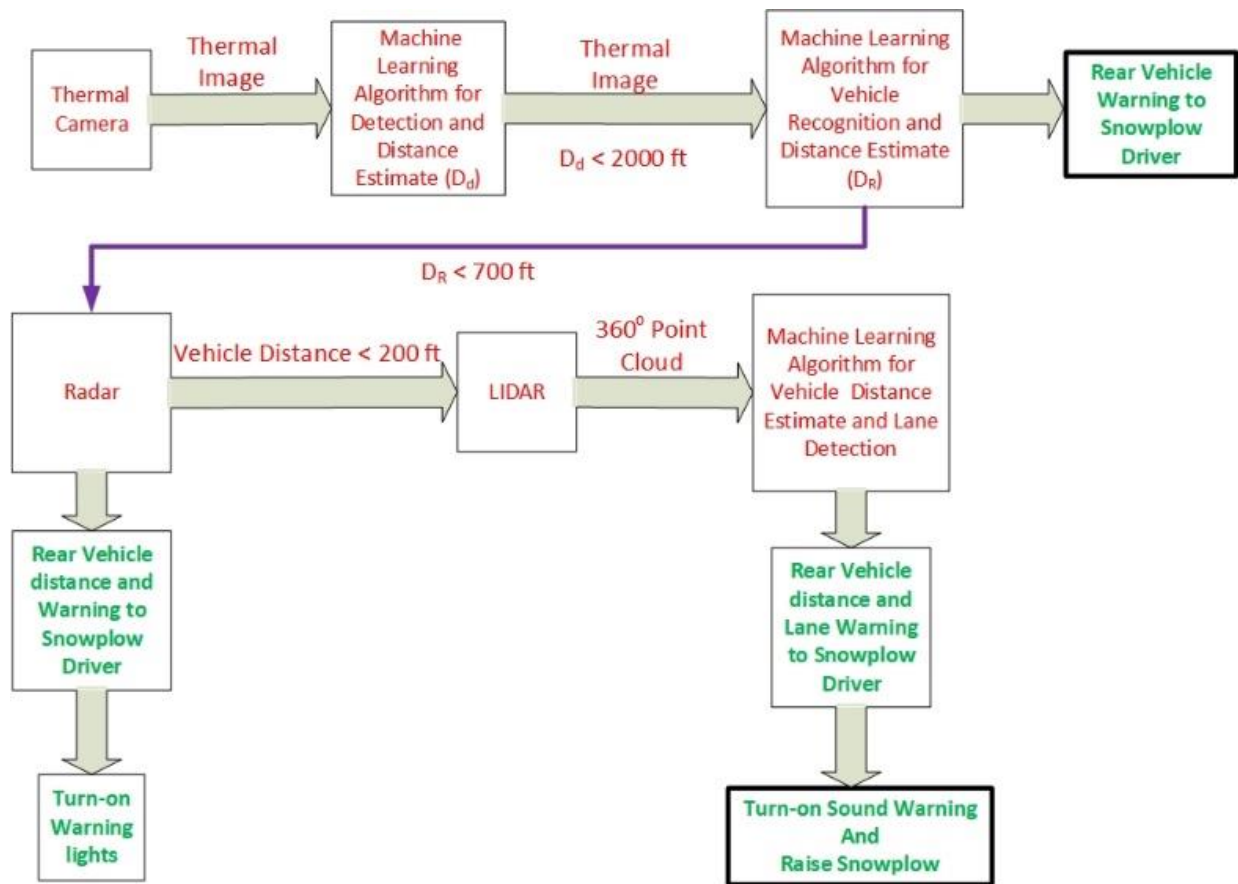 Thermal
Camera
Thermal
Image
Machine
Learning
Algorithm for
Detection and
Distance
Estimate (D_d)
Thermal
Image
D_d < 2000 ft
Machine Learning
Algorithm for
Vehicle
Recognition and
Distance Estimate
(D_R)
Rear Vehicle
Warning to
Snowplow
Driver
D_R < 700 ft
Radar
Vehicle Distance < 200 ft
LIDAR
360⁰ Point
Cloud
Machine Learning
Algorithm for
Vehicle Distance
Estimate and Lane
Detection
Rear Vehicle
distance and
Warning to
Snowplow
Driver
Turn-on
Warning
lights
Rear Vehicle
distance and
Lane Warning
to Snowplow
Driver
Turn-on Sound Warning
And
Raise Snowplow